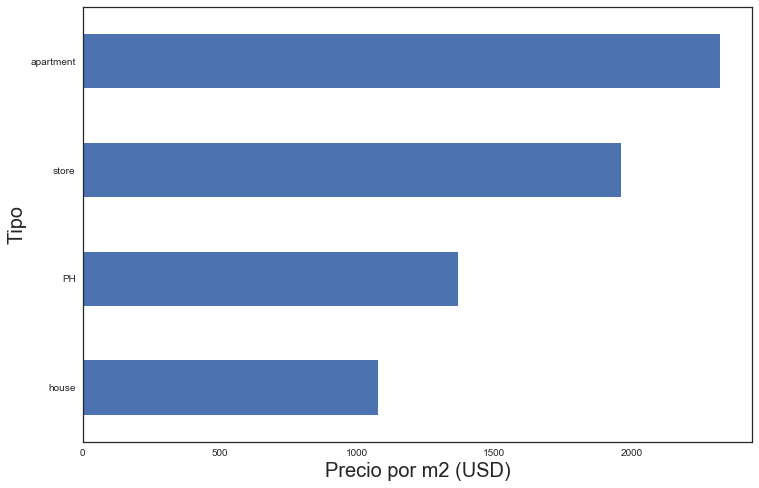 apartment
store
PH
house
Tipo
0 500 1000 1500 2000
Precio por m2 (USD)